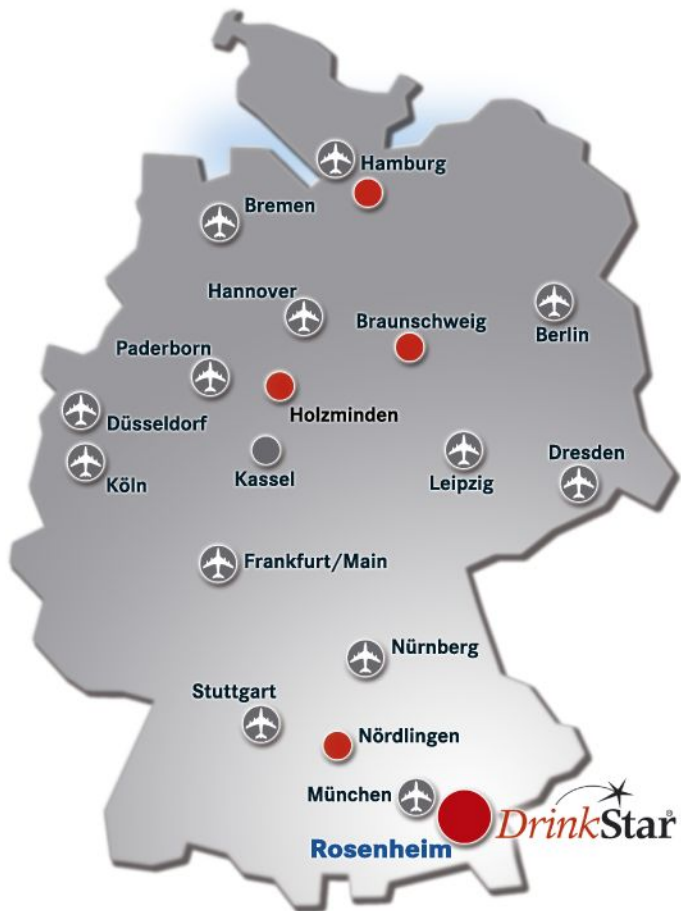 Hamburg
Bremen
Hannover
Braunschweig
Berlin
Paderborn
Düsseldorf
Holzminden
Köln
Kassel
Leipzig
Dresden
Frankfurt/Main
Nürnberg
Stuttgart
Nördlingen
München
DrinkStar®
Rosenheim